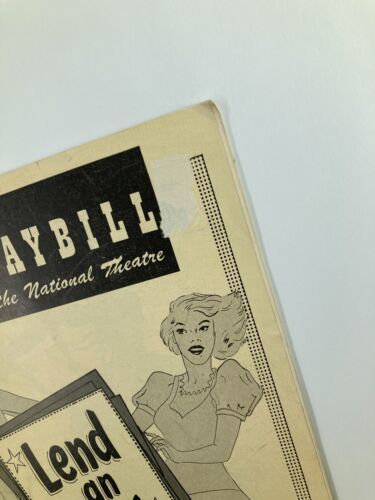 AYBILL
the National Theatre
Lend
an